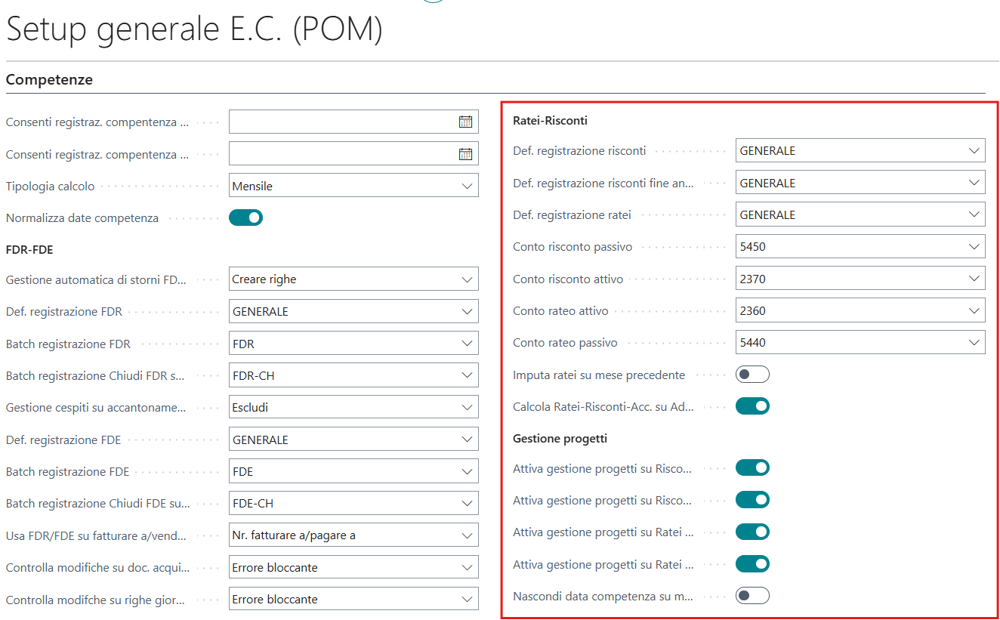 Setup generale E.C. (POM)
Competenze
Consenti registraz. compentenza ...
Consenti registraz. compentenza ...
Tipologia calcolo Mensile
Normalizza date competenza
FDR-FDE
Gestione automatica di storni FD... Creare righe
Def. registrazione FDR GENERALE
Batch registrazione FDR FDR
Batch registrazione Chiudi FDR s... FDR-CH
Gestione cespiti su accantoname... Escludi
Def. registrazione FDE GENERALE
Batch registrazione FDE FDE
Batch registrazione Chiudi FDE su... FDE-CH
Usa FDR/FDE su fatturare a/vend... Nr. fatturare a/pagare a
Controlla modifiche su doc. acqui... Errore bloccante
Controlla modifche su righe gior... Errore bloccante
Ratei-Risconti
Def. registrazione risconti GENERALE
Def. registrazione risconti fine an... GENERALE
Def. registrazione ratei GENERALE
Conto risconto passivo 5450
Conto risconto attivo 2370
Conto rateo attivo 2360
Conto rateo passivo 5440
Imputa ratei su mese precedente
Calcola Ratei-Risconti-Acc. su Ad...
Gestione progetti
Attiva gestione progetti su Risco...
Attiva gestione progetti su Risco...
Attiva gestione progetti su Ratei ...
Attiva gestione progetti su Ratei ...
Nascondi data competenza su m...